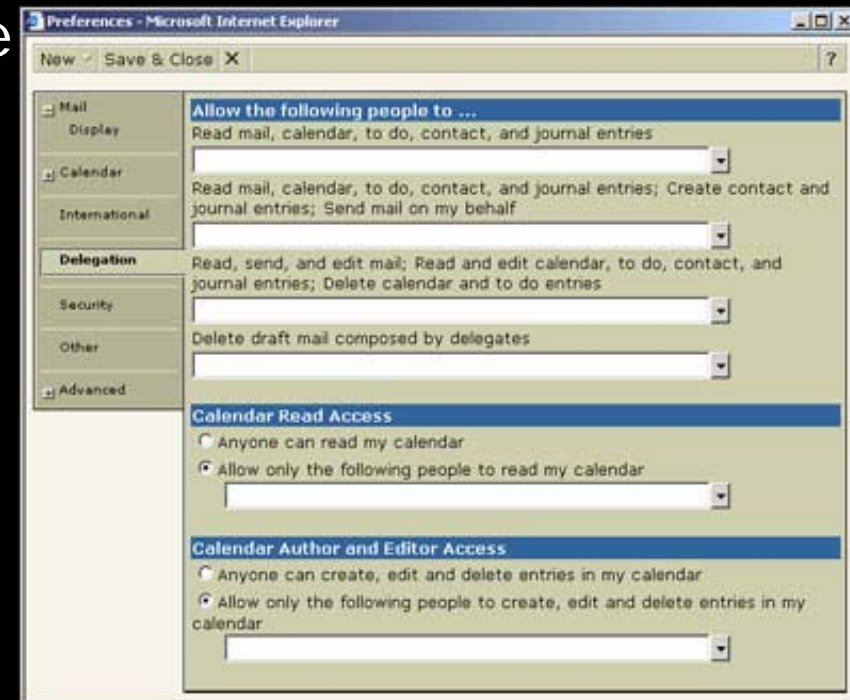 e
Preferences - Microsoft Internet Explorer
New Save & Close X ?
Mail
Display
Calendar
International
Delegation
Security
Other
Advanced
Allow the following people to ...
Read mail, calendar, to do, contact, and journal entries
Read mail, calendar, to do, contact, and journal entries; Create contact and
journal entries; Send mail on my behalf
Read, send, and edit mail; Read and edit calendar, to do, contact, and
journal entries; Delete calendar and to do entries
Delete draft mail composed by delegates
Calendar Read Access
Anyone can read my calendar
Allow only the following people to read my calendar
Calendar Author and Editor Access
Anyone can create, edit and delete entries in my calendar
Allow only the following people to create, edit and delete entries in my
calendar